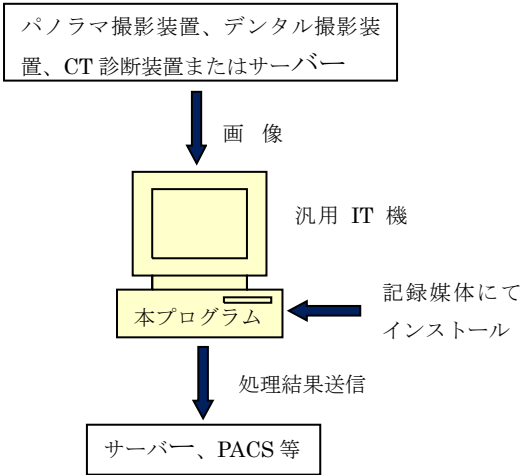 パノラマ撮影装置、デンタル撮影装
置、CT 診断装置またはサーバー
画 像
汎用 IT 機
記録媒体にて
インストール
本プログラム
処理結果送信
サーバー、PACS 等